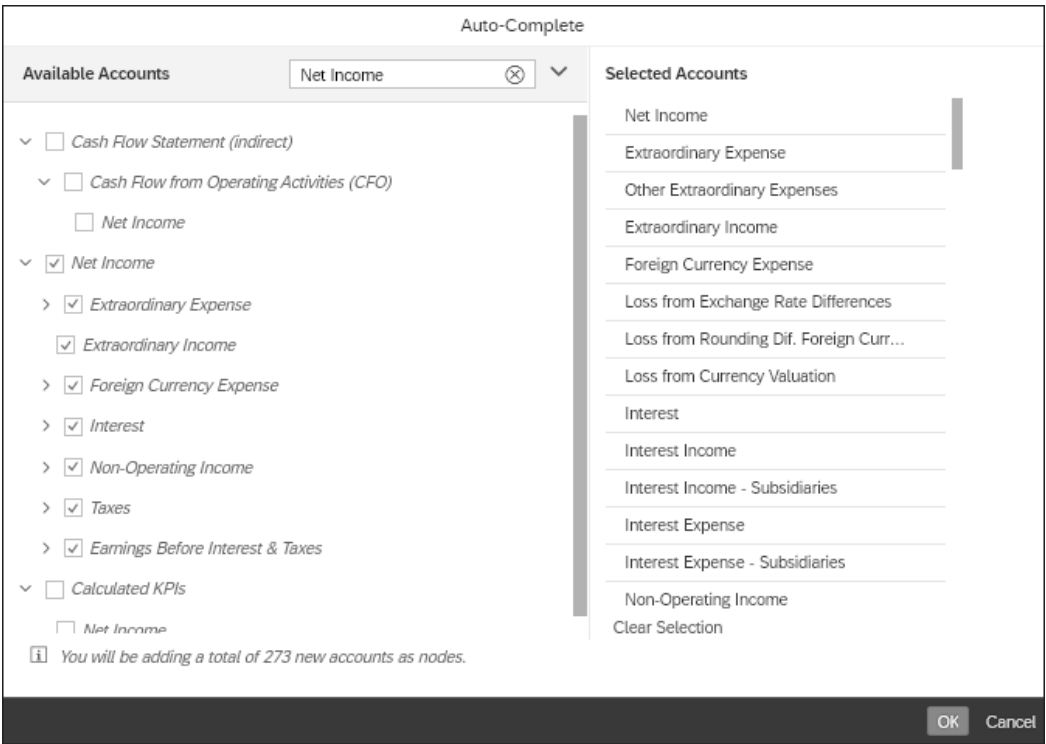 Auto-Complete
Available Accounts
Net Income
Cash Flow Statement (indirect)
Cash Flow from Operating Activities (CFO)
Net Income
Net Income
Extraordinary Expense
Extraordinary Income
Foreign Currency Expense
Interest
Non-Operating Income
Taxes
Earnings Before Interest & Taxes
Calculated KPIs
Net Income
You will be adding a total of 273 new accounts as nodes.
Selected Accounts
Net Income
Extraordinary Expense
Other Extraordinary Expenses
Extraordinary Income
Foreign Currency Expense
Loss from Exchange Rate Differences
Loss from Rounding Dif. Foreign Curr...
Loss from Currency Valuation
Interest
Interest Income
Interest Income - Subsidiaries
Interest Expense
Interest Expense - Subsidiaries
Non-Operating Income
Clear Selection
OK
Cancel